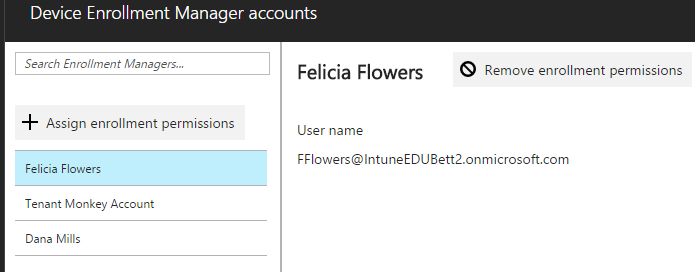 Device Enrollment Manager accounts
Search Enrollment Managers...
Assign enrollment permissions
Felicia Flowers
Tenant Monkey Account
Dana Mills
Felicia Flowers
Remove enrollment permissions
User name
FFlowers@IntuneEDUBett2.onmicrosoft.com